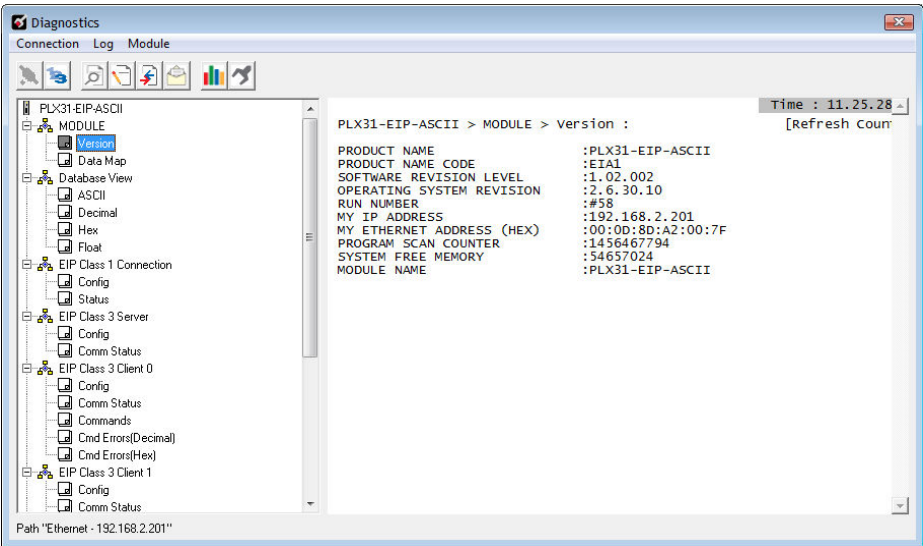 Diagnostics
Connection Log Module
PLX31-EIP-ASCII
MODULE
Version
Data Map
Database View
ASCII
Decimal
Hex
Float
EIP Class 1 Connection
Config
Status
EIP Class 3 Server
Config
Comm Status
EIP Class 3 Client 0
Config
Comm Status
Commands
Cmd Errors(Decimal)
Cmd Errors(Hex)
EIP Class 3 Client 1
Config
Comm Status
Time : 11.25.28
PLX31-EIP-ASCII > MODULE > Version : [Refresh Coun
PRODUCT NAME :PLX31-EIP-ASCII
PRODUCT NAME CODE :EIA1
SOFTWARE REVISION LEVEL :1.02.002
OPERATING SYSTEM REVISION :2.6.30.10
RUN NUMBER :#58
MY IP ADDRESS :192.168.2.201
MY ETHERNET ADDRESS (HEX) :00:0D:8D:A2:00:7F
PROGRAM SCAN COUNTER :1456467794
SYSTEM FREE MEMORY :54657024
MODULE NAME :PLX31-EIP-ASCII
Path "Ethernet - 192.168.2.201"